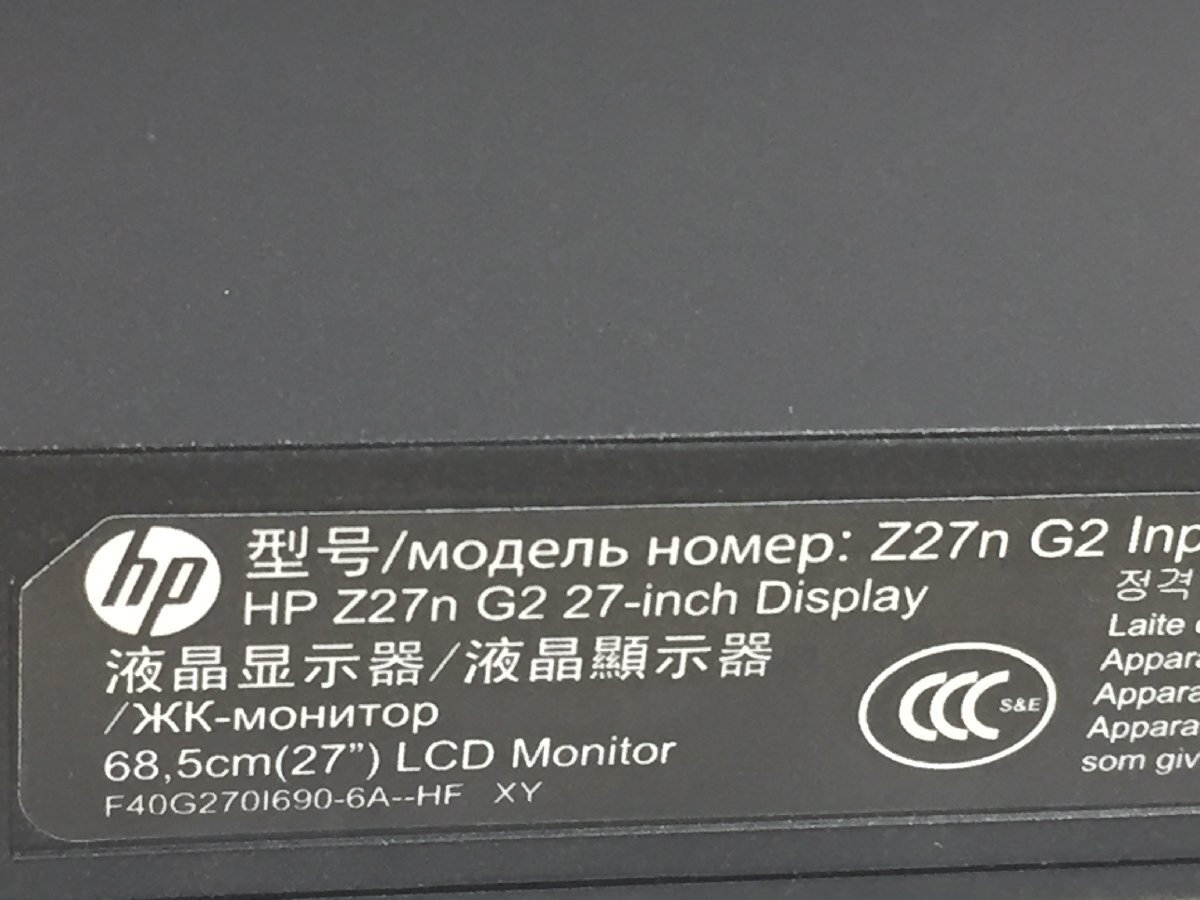 hp
型号/модель номер: Z27n G2 Inp
HP Z27n G2 27-inch Display
液晶显示器/液晶顯示器
/ЖК-монитор
68,5cm(27”) LCD Monitor
F40G270I690-6A--HF XY
CCC S&E
정격
Laite
Appara
Appara
Appara
som giv